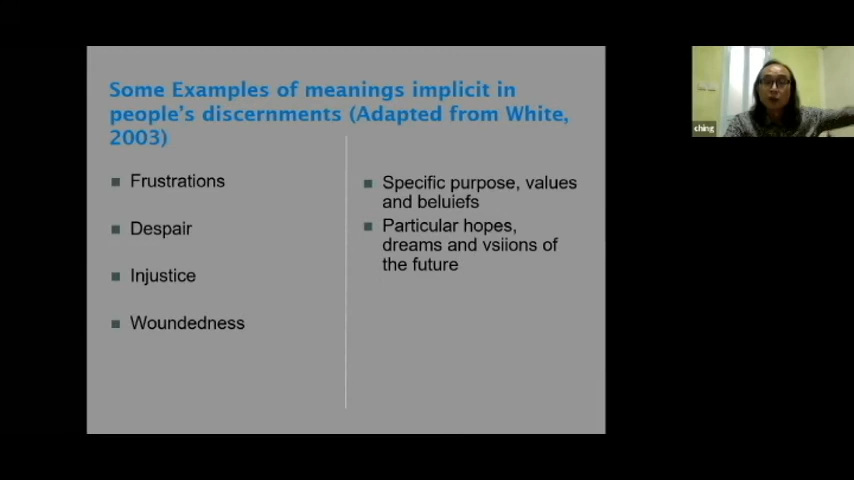 Some Examples of meanings implicit in
people's discernments (Adapted from White,
2003)
Frustrations
Despair
Injustice
Woundedness
Specific purpose, values
and beluiefs
Particular hopes,
dreams and vsiions of
the future
ching